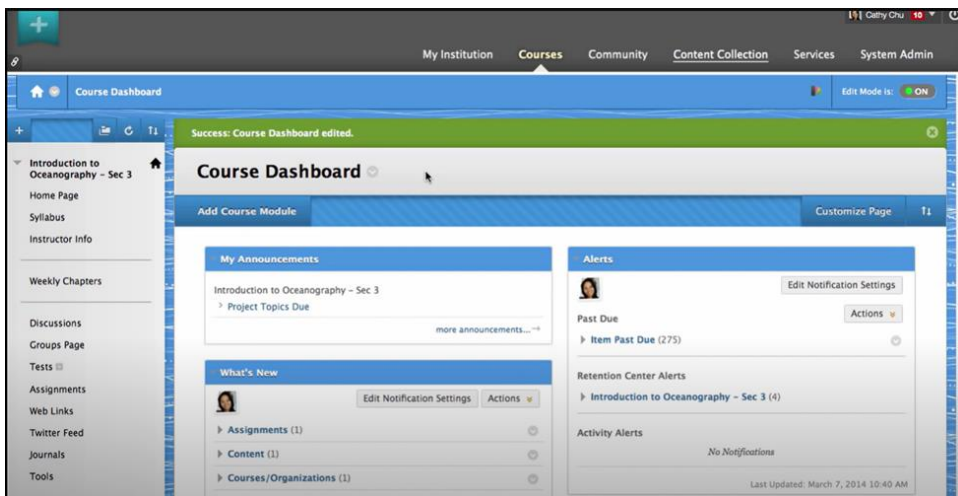 Cathy Chu 10
My Institution Courses Community Content Collection Services System Admin
Course Dashboard
Edit Mode is: ON
Success: Course Dashboard edited.
Introduction to
Oceanography – Sec 3
Home Page
Syllabus
Instructor Info
Weekly Chapters
Discussions
Groups Page
Tests
Assignments
Web Links
Twitter Feed
Journals
Tools
Course Dashboard
Add Course Module
Customize Page
My Announcements
Introduction to Oceanography – Sec 3
Project Topics Due
more announcements...→
What's New
Edit Notification Settings Actions
Assignments (1)
Content (1)
Courses/Organizations (1)
Alerts
Edit Notification Settings
Actions
Past Due
Item Past Due (275)
Retention Center Alerts
Introduction to Oceanography – Sec 3 (4)
Activity Alerts
No Notifications
Last Updated: March 7, 2014 10:40 AM